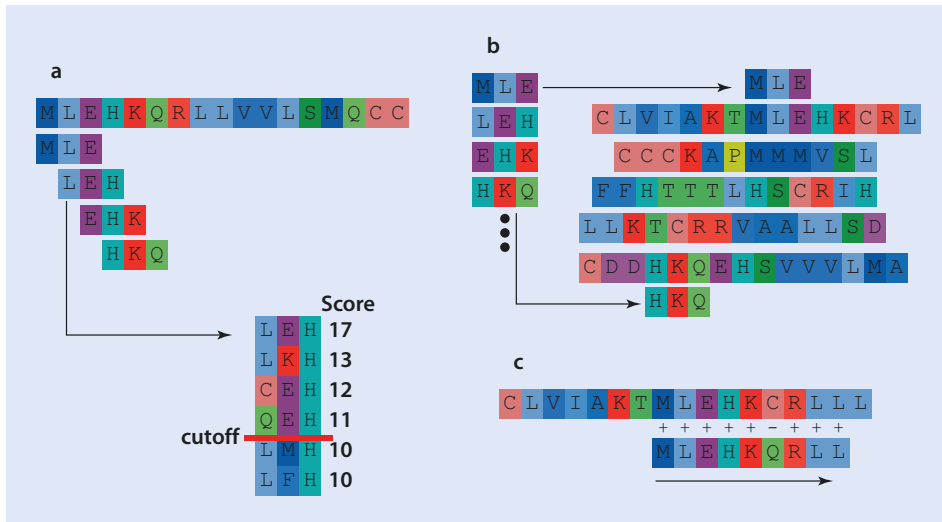 a
M L E H K Q R L L V V L S M Q C C
M L E
L E H
E H K
H K Q
Score
L E H 17
L K H 13
C E H 12
Q E H 11
cutoff
L M H 10
L F H 10
b
M L E
L E H
E H K
H K Q
M L E
C L V I A K T M L E H K C R L
C C C K A P M M M V S L
F F H T T T L H S C R I H
L L K T C R R V A A L L S D
C D D H K Q E H S V V V L M A
H K Q
c
C L V I A K T M L E H K C R L L L
+ + + + + - + + +
M L E H K Q R L L